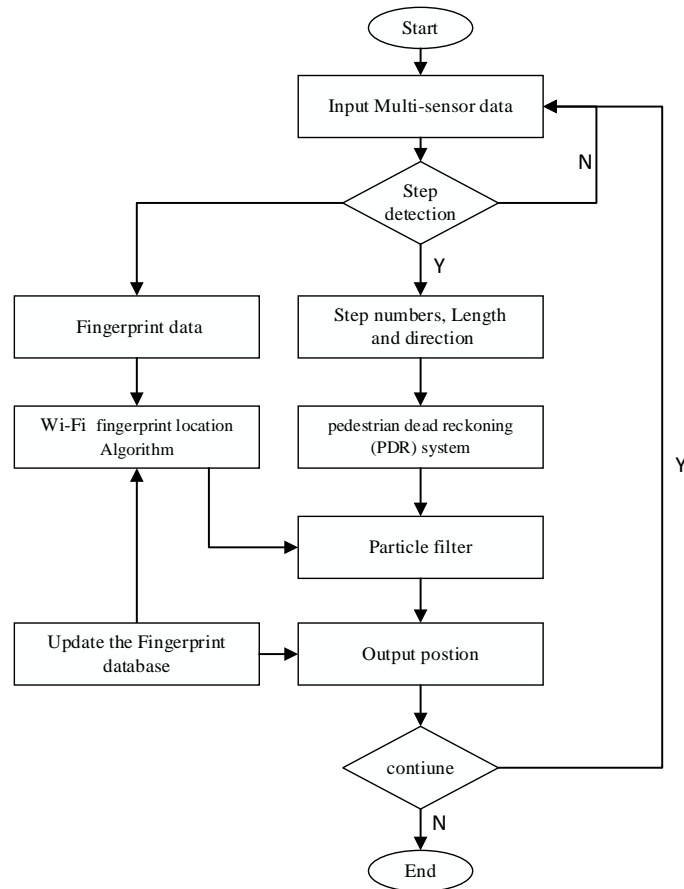 Start
Input Multi-sensor data
N
Step
detection
Y
Fingerprint data
Step numbers, Length
and direction
Wi-Fi fingerprint location
Algorithm
pedestrian dead reckoning
(PDR) system
Y
Particle filter
Update the Fingerprint
database
Output postion
contiune
N
End